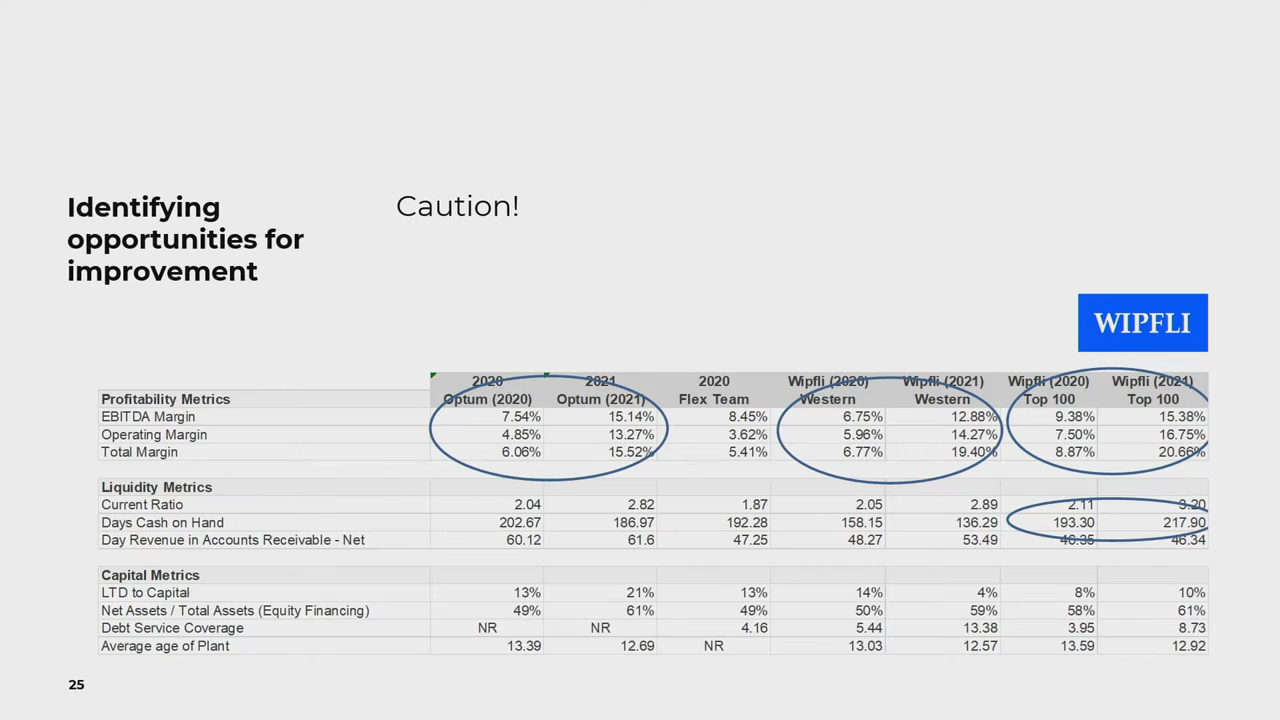 Identifying
opportunities for
improvement
Caution!
WIPFLI
2020 2021 2020 Wipfli (2020) Wipfli (2021) Wipfli (2020) Wipfli (2021)
Profitability Metrics Optum (2020) Optum (2021) Flex Team Western Western Top 100 Top 100
EBITDA Margin 7.54% 15.14% 8.45% 6.75% 12.88% 9.38% 15.38%
Operating Margin 4.85% 13.27% 3.62% 5.96% 14.27% 7.50% 16.75%
Total Margin 6.06% 15.52% 5.41% 6.77% 19.40% 8.87% 20.66%
Liquidity Metrics
Current Ratio 2.04 2.82 1.87 2.05 2.89 2.11 3.20
Days Cash on Hand 202.67 186.97 192.28 158.15 136.29 193.30 217.90
Day Revenue in Accounts Receivable - Net 60.12 61.6 47.25 48.27 53.49 46.35 46.34
Capital Metrics
LTD to Capital 13% 21% 13% 14% 4% 8% 10%
Net Assets / Total Assets (Equity Financing) 49% 61% 49% 50% 59% 58% 61%
Debt Service Coverage NR NR 4.16 5.44 13.38 3.95 8.73
Average age of Plant 13.39 12.69 NR 13.03 12.57 13.59 12.92
25